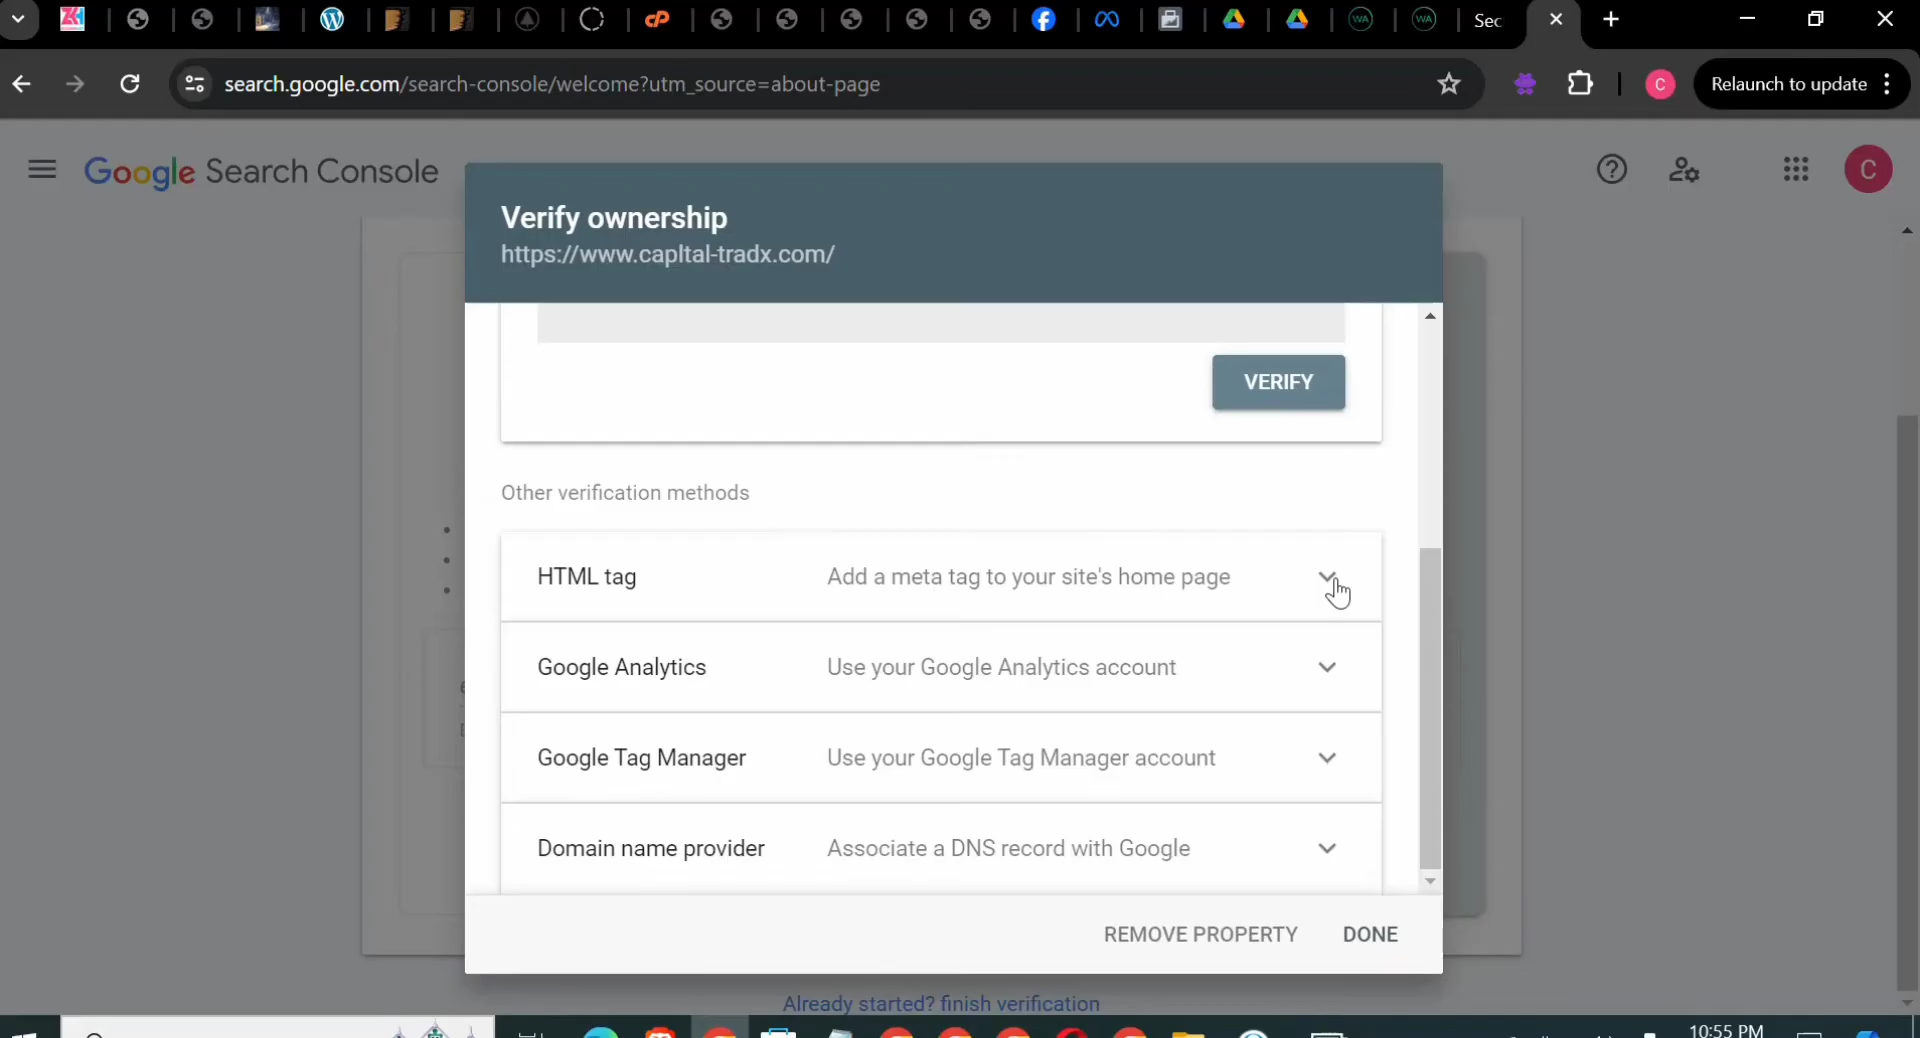 Sec
search.google.com/search-console/welcome?utm_source=about-page
C
Relaunch to update
Google Search Console
C
Verify ownership
https://www.capltal-tradx.com/
VERIFY
Other verification methods
HTML tag Add a meta tag to your site's home page
Google Analytics Use your Google Analytics account
Google Tag Manager Use your Google Tag Manager account
Domain name provider Associate a DNS record with Google
REMOVE PROPERTY DONE
Already started? finish verification
10:55 PM